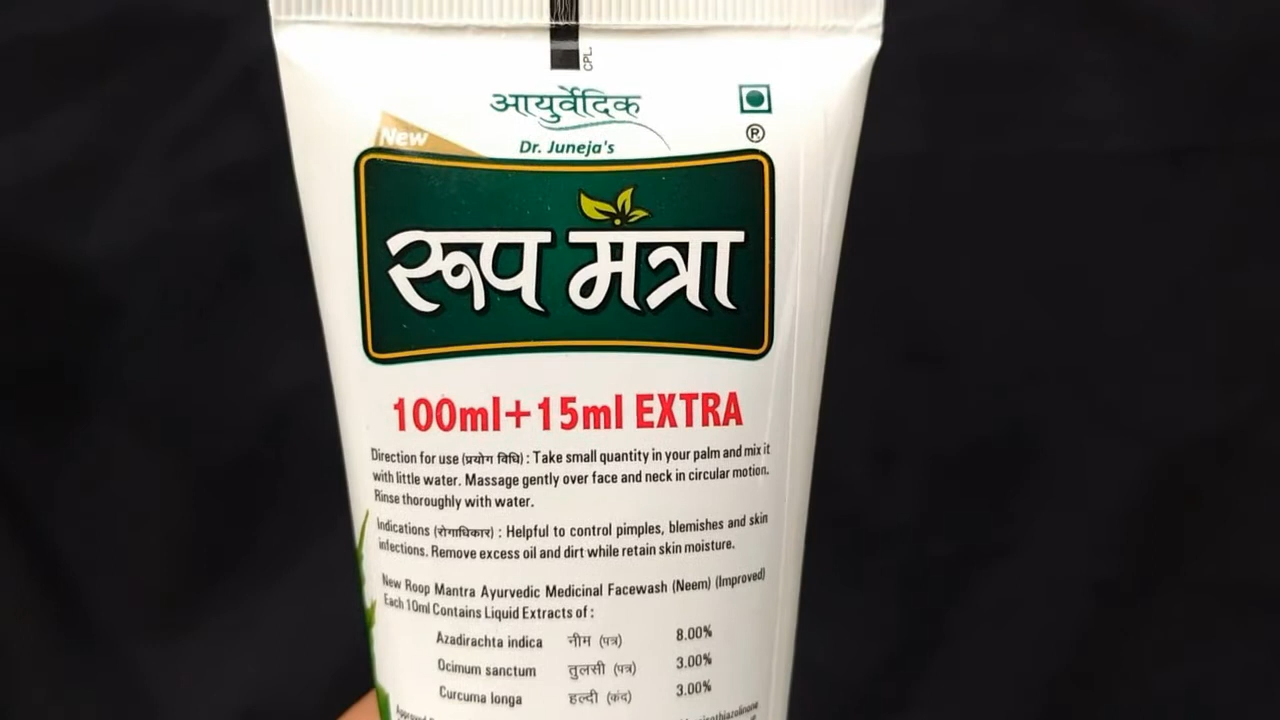 CPL.
आयुर्वेदिक
New
Dr. Juneja's
®
रूप मंत्रा
100ml+15ml EXTRA
Direction for use (प्रयोग विधि) : Take small quantity in your palm and mix it
with little water. Massage gently over face and neck in circular motion.
Rinse thoroughly with water.
Indications (रोगाधिकार) : Helpful to control pimples, blemishes and skin
infections. Remove excess oil and dirt while retain skin moisture.
New Roop Mantra Ayurvedic Medicinal Facewash (Neem) (Improved)
Each 10ml Contains Liquid Extracts of :
Azadirachta indica नीम (पत्र) 8.00%
Ocimum sanctum तुलसी (पत्र) 3.00%
Curcuma longa हल्दी (कंद) 3.00%
Approved